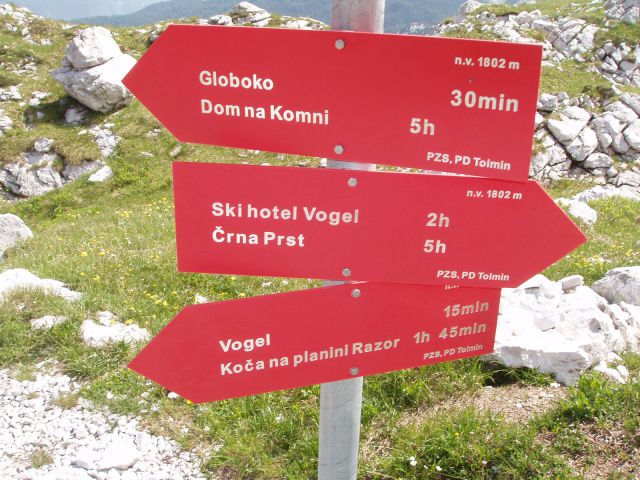 n.v. 1802 m
Globoko 30min
Dom na Komni 5h
PZS, PD Tolmin
n.v. 1802 m
Ski hotel Vogel 2h
Črna Prst 5h
PZS, PD Tolmin
Vogel 15min
Koča na planini Razor 1h 45min
PZS, PD Tolmin